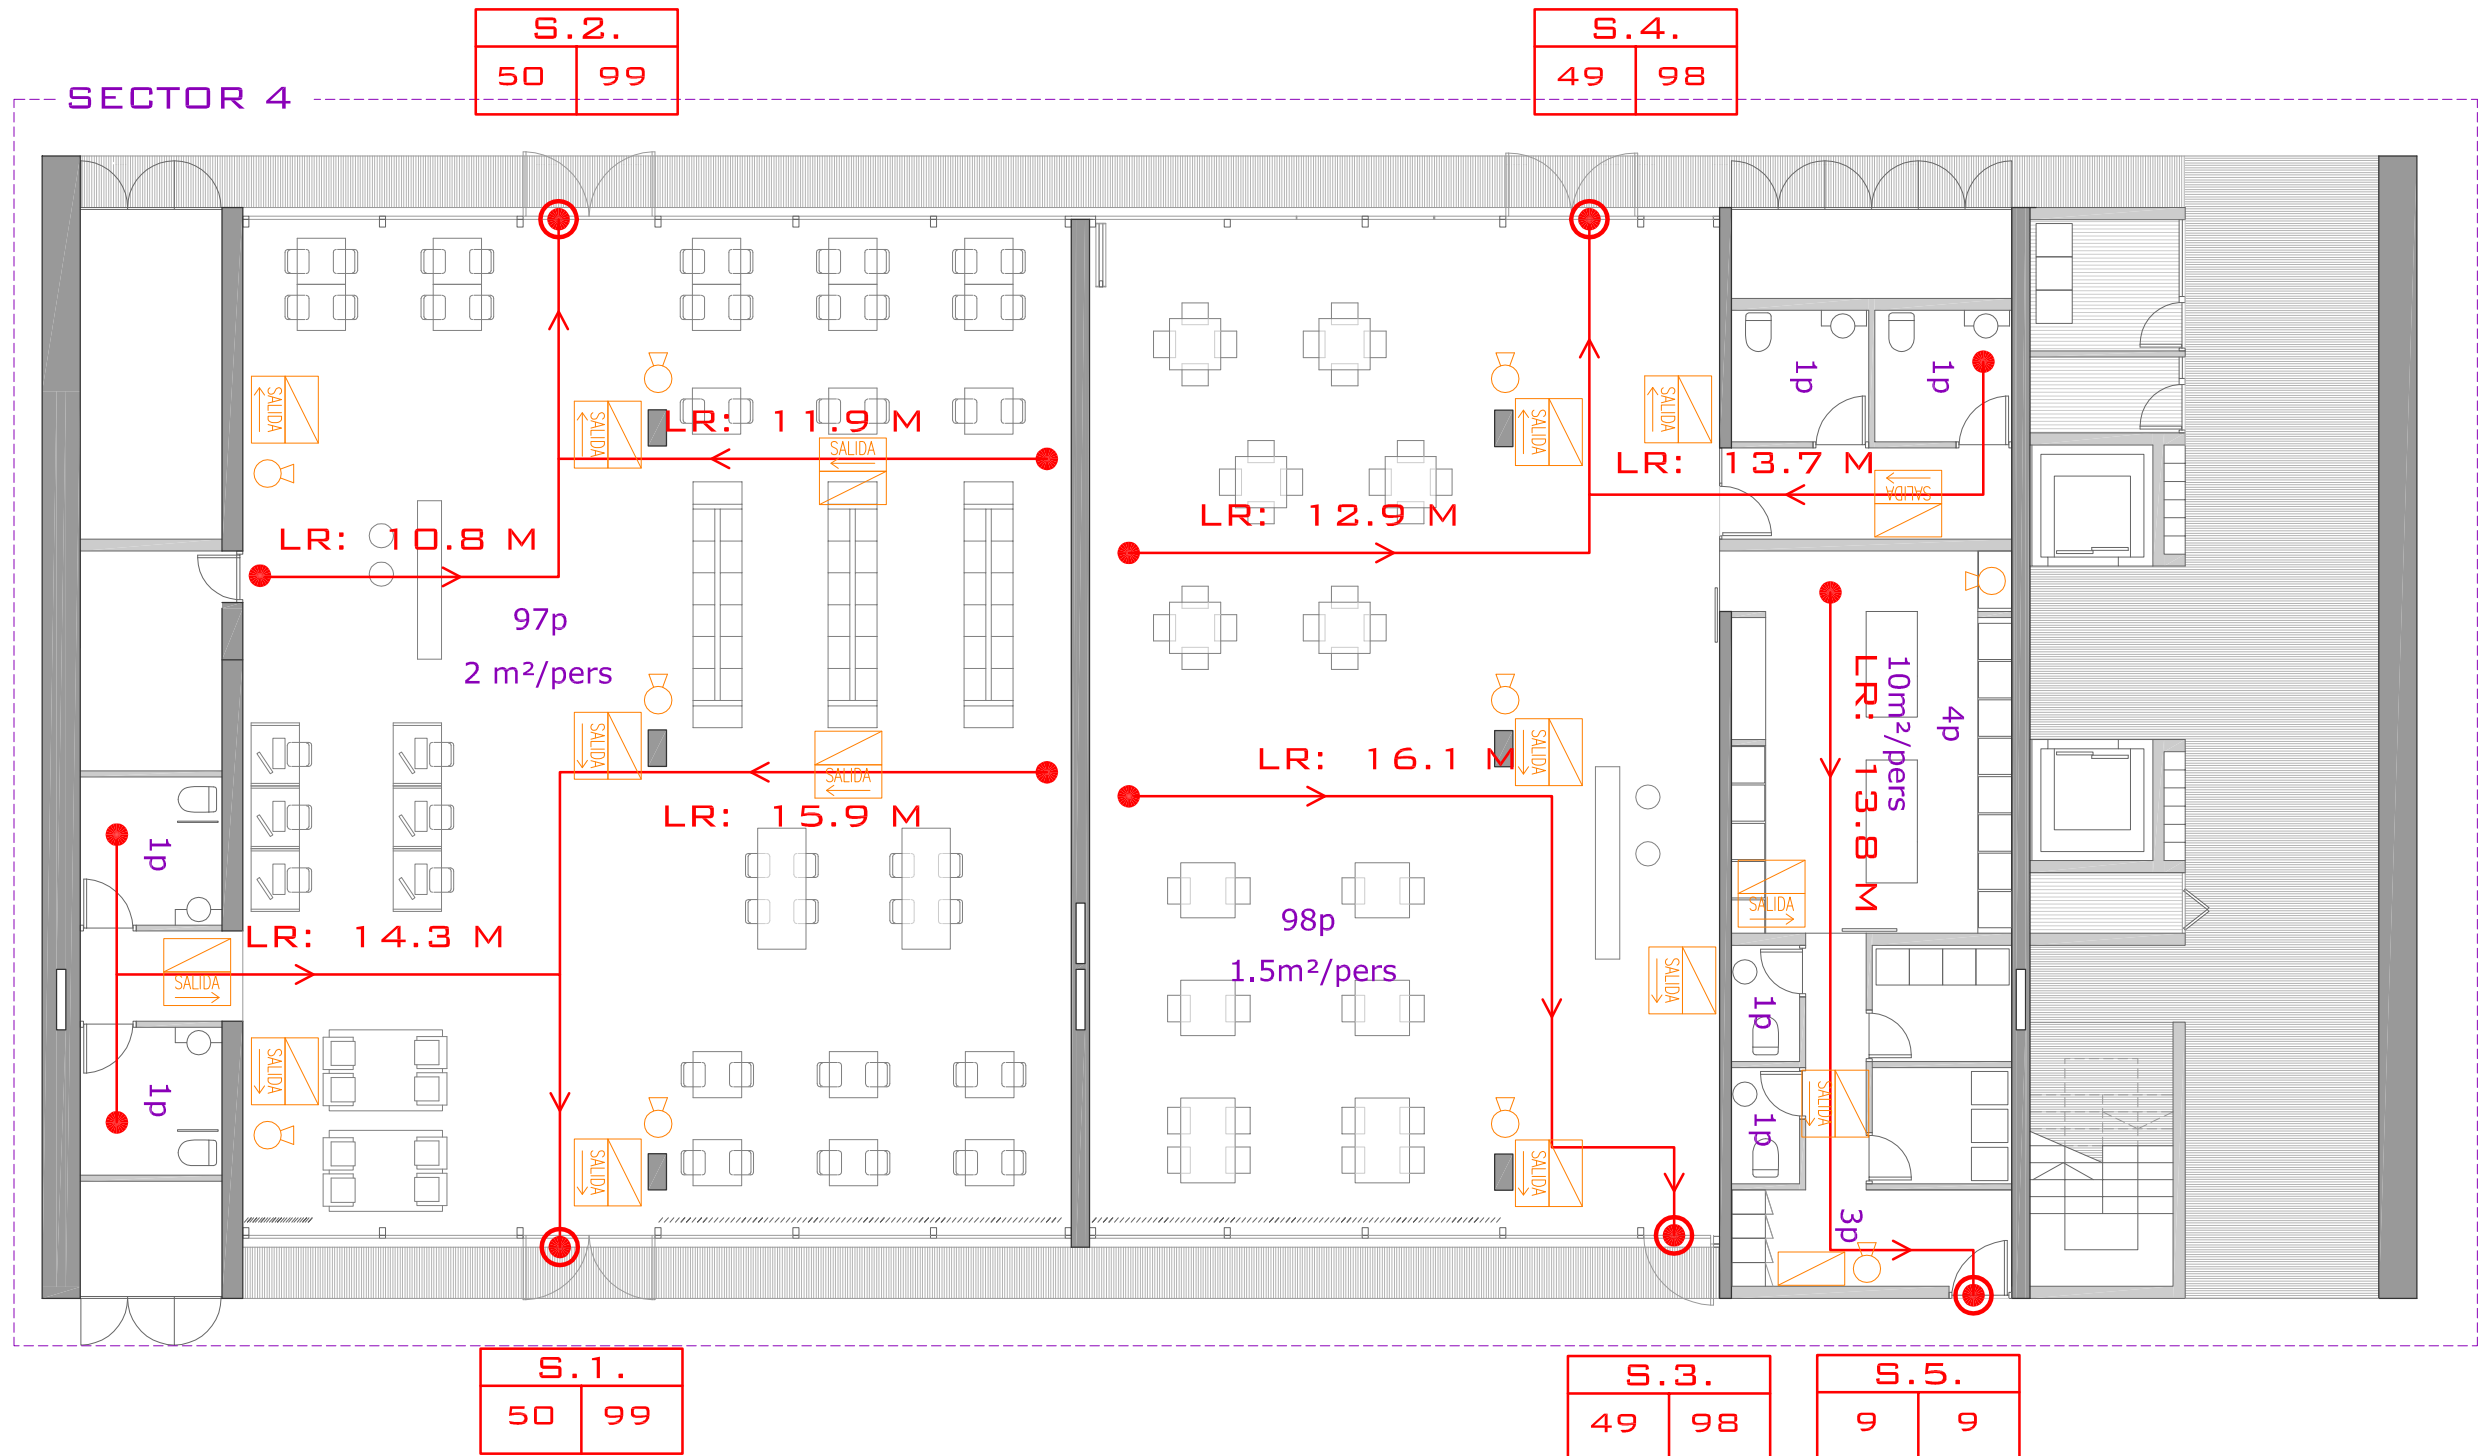 S.2.
50 99
S.4.
49 98
SECTOR 4
1p
1p
SALIDA
SALIDA
LR: 11.9 M
SALIDA
SALIDA
SALIDA
LR: 13.7 M
SALIDA
LR: 10.8 M
LR: 12.9 M
97p
2 m²/pers
10m²/pers
4p
LR: 13.8 M
SALIDA
SALIDA
LR: 16.1 M
SALIDA
LR: 15.9 M
1p
98p
1.5m²/pers
SALIDA
LR: 14.3 M
SALIDA
SALIDA
1p
SALIDA
1p
SALIDA
1p
SALIDA
SALIDA
3p
S.1.
50 99
S.3.
49 98
S.5.
9 9